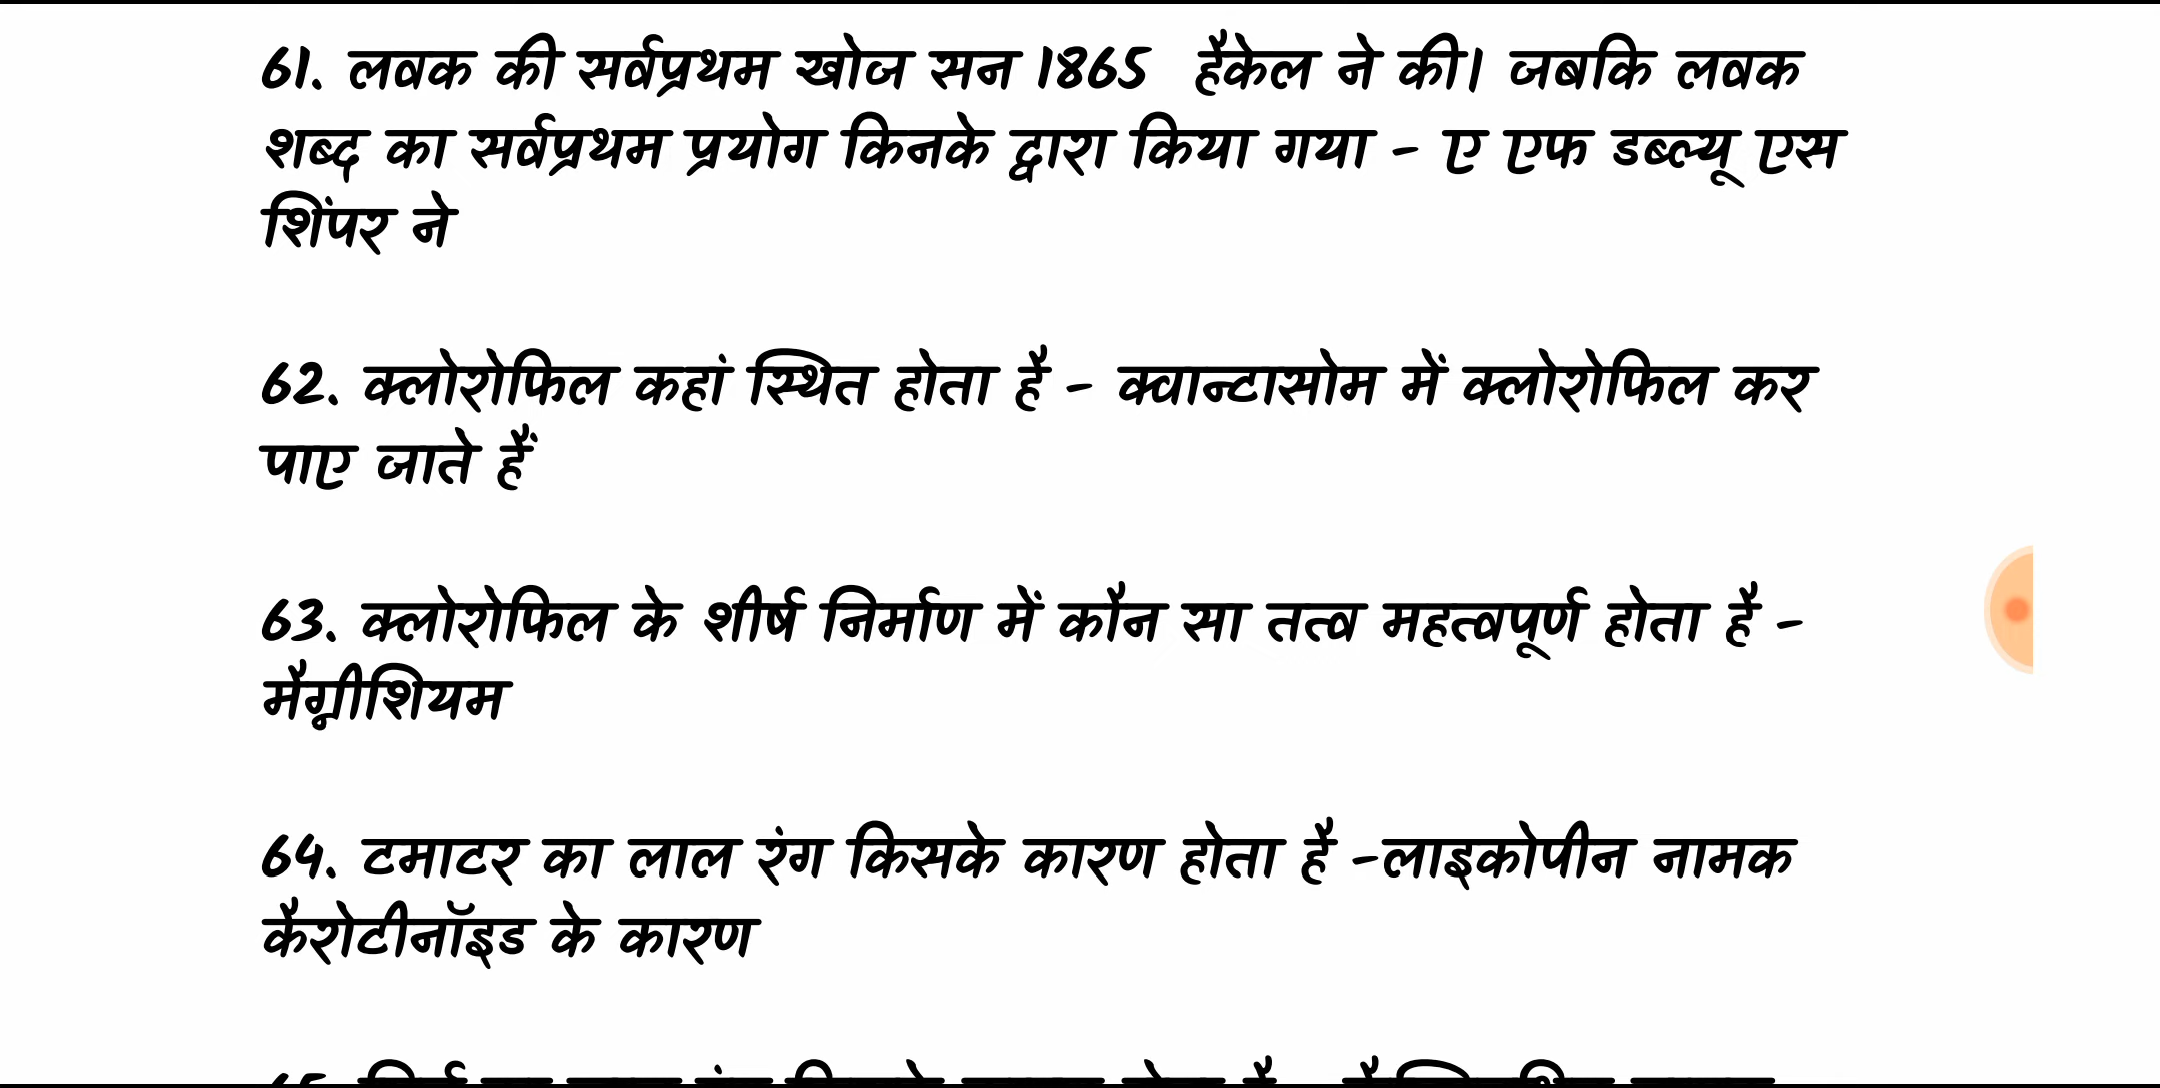 61. लवक की सर्वप्रथम खोज सन 1865 हैकेल ने की। जबकि लवक
शब्द का सर्वप्रथम प्रयोग किनके द्वारा किया गया - ए एफ डब्ल्यू एस
शिंपर ने
62. क्लोरोफिल कहां स्थित होता है - क्वान्टासोम में क्लोरोफिल कर
पाए जाते हैं
63. क्लोरोफिल के शीर्ष निर्माण में कौन सा तत्व महत्वपूर्ण होता है -
मैग्नीशियम
64. टमाटर का लाल रंग किसके कारण होता है -लाइकोपीन नामक
कैरोटीनॉइड के कारण